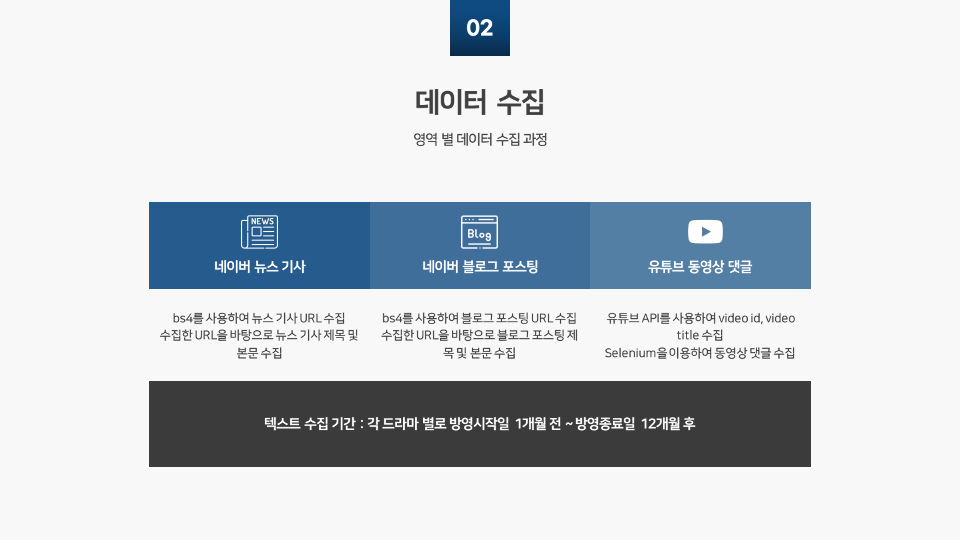 02
데이터 수집
영역 별 데이터 수집 과정
NEWS
네이버 뉴스 기사
Blog
네이버 블로그 포스팅
유튜브 동영상 댓글
bs4를 사용하여 뉴스 기사 URL 수집
수집한 URL을 바탕으로 뉴스 기사 제목 및
본문 수집
bs4를 사용하여 블로그 포스팅 URL 수집
수집한 URL을 바탕으로 블로그 포스팅 제
목 및 본문 수집
유튜브 API를 사용하여 video id, video
title 수집
Selenium을 이용하여 동영상 댓글 수집
텍스트 수집 기간 : 각 드라마 별로 방영시작일 1개월 전 ~ 방영종료일 12개월 후